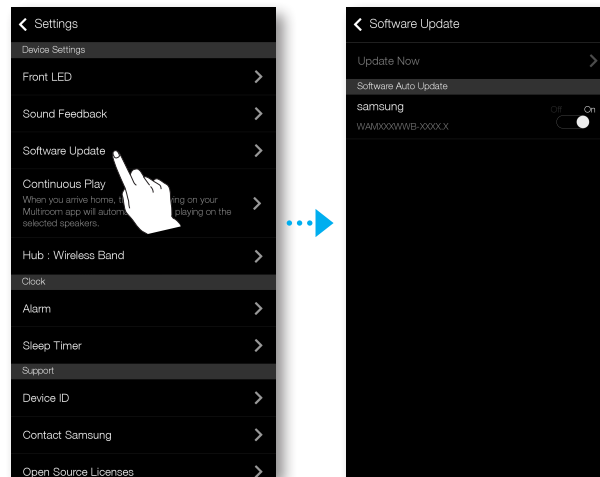 Settings
Device Settings
Front LED
Sound Feedback
Software Update
Continuous Play
When you arrive home, ying on your
Multiroom app will playing on the
selected speakers.
Hub : Wireless Band
Clock
Alarm
Sleep Timer
Support
Device ID
Contact Samsung
Open Source Licenses
Software Update
Update Now
Software Auto Update
samsung
Off On
WAMXXXWWB-XXXX.X